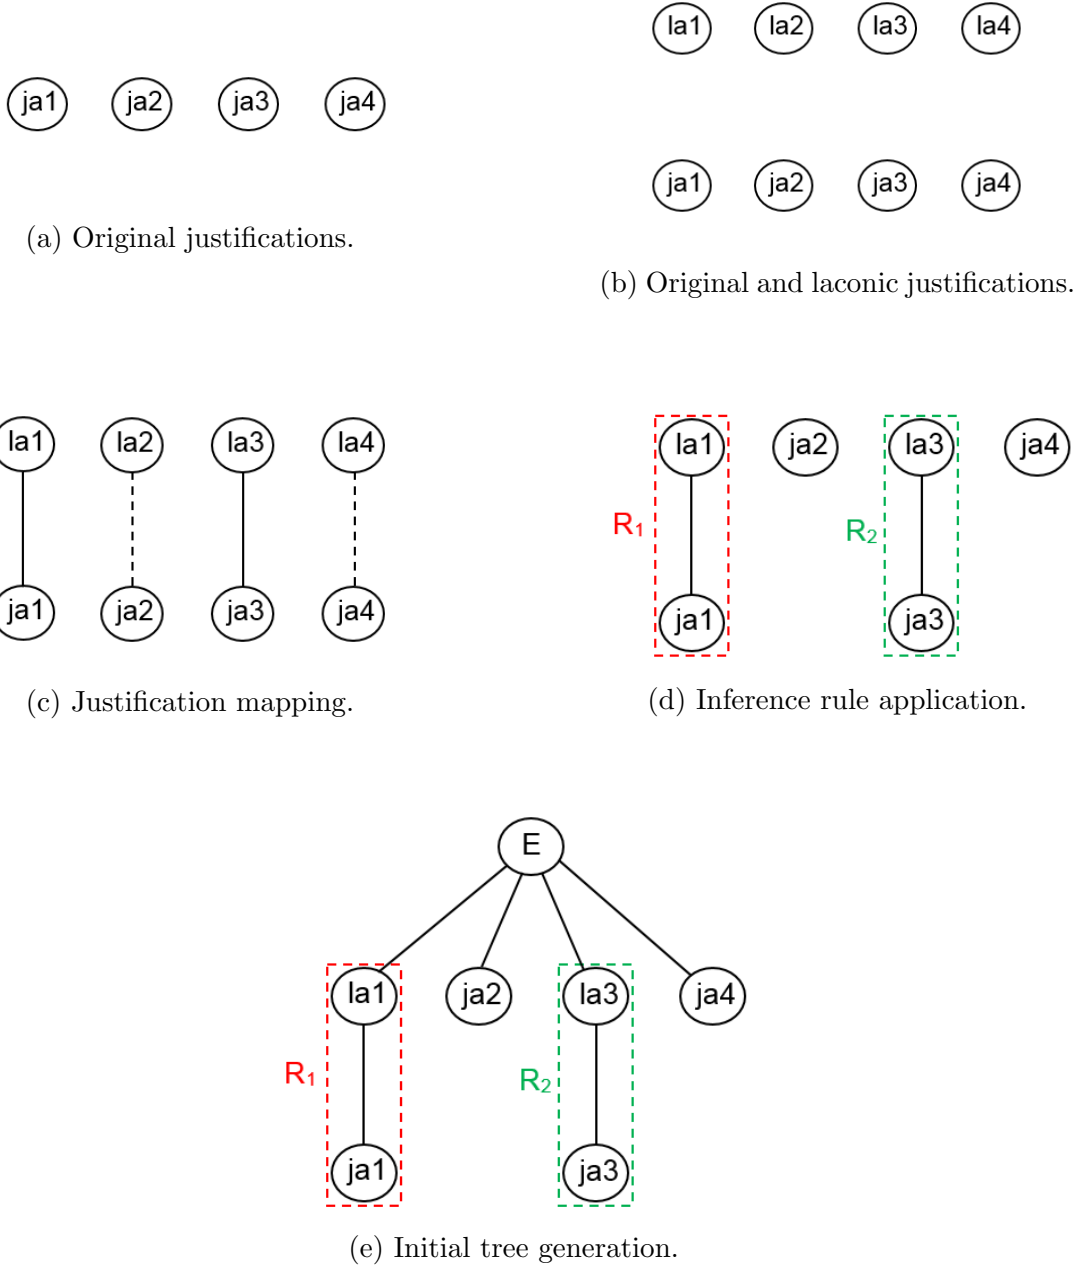 la1 la2 la3 la4
ja1 ja2 ja3 ja4
ja1 ja2 ja3 ja4
(a) Original justifications.
(b) Original and laconic justifications.
la1 la2 la3 la4
ja1 ja2 ja3 ja4
(c) Justification mapping.
la1 ja2 la3 ja4
R1 R2
ja1 ja3
(d) Inference rule application.
E
la1 ja2 la3 ja4
R1 R2
ja1 ja3
(e) Initial tree generation.